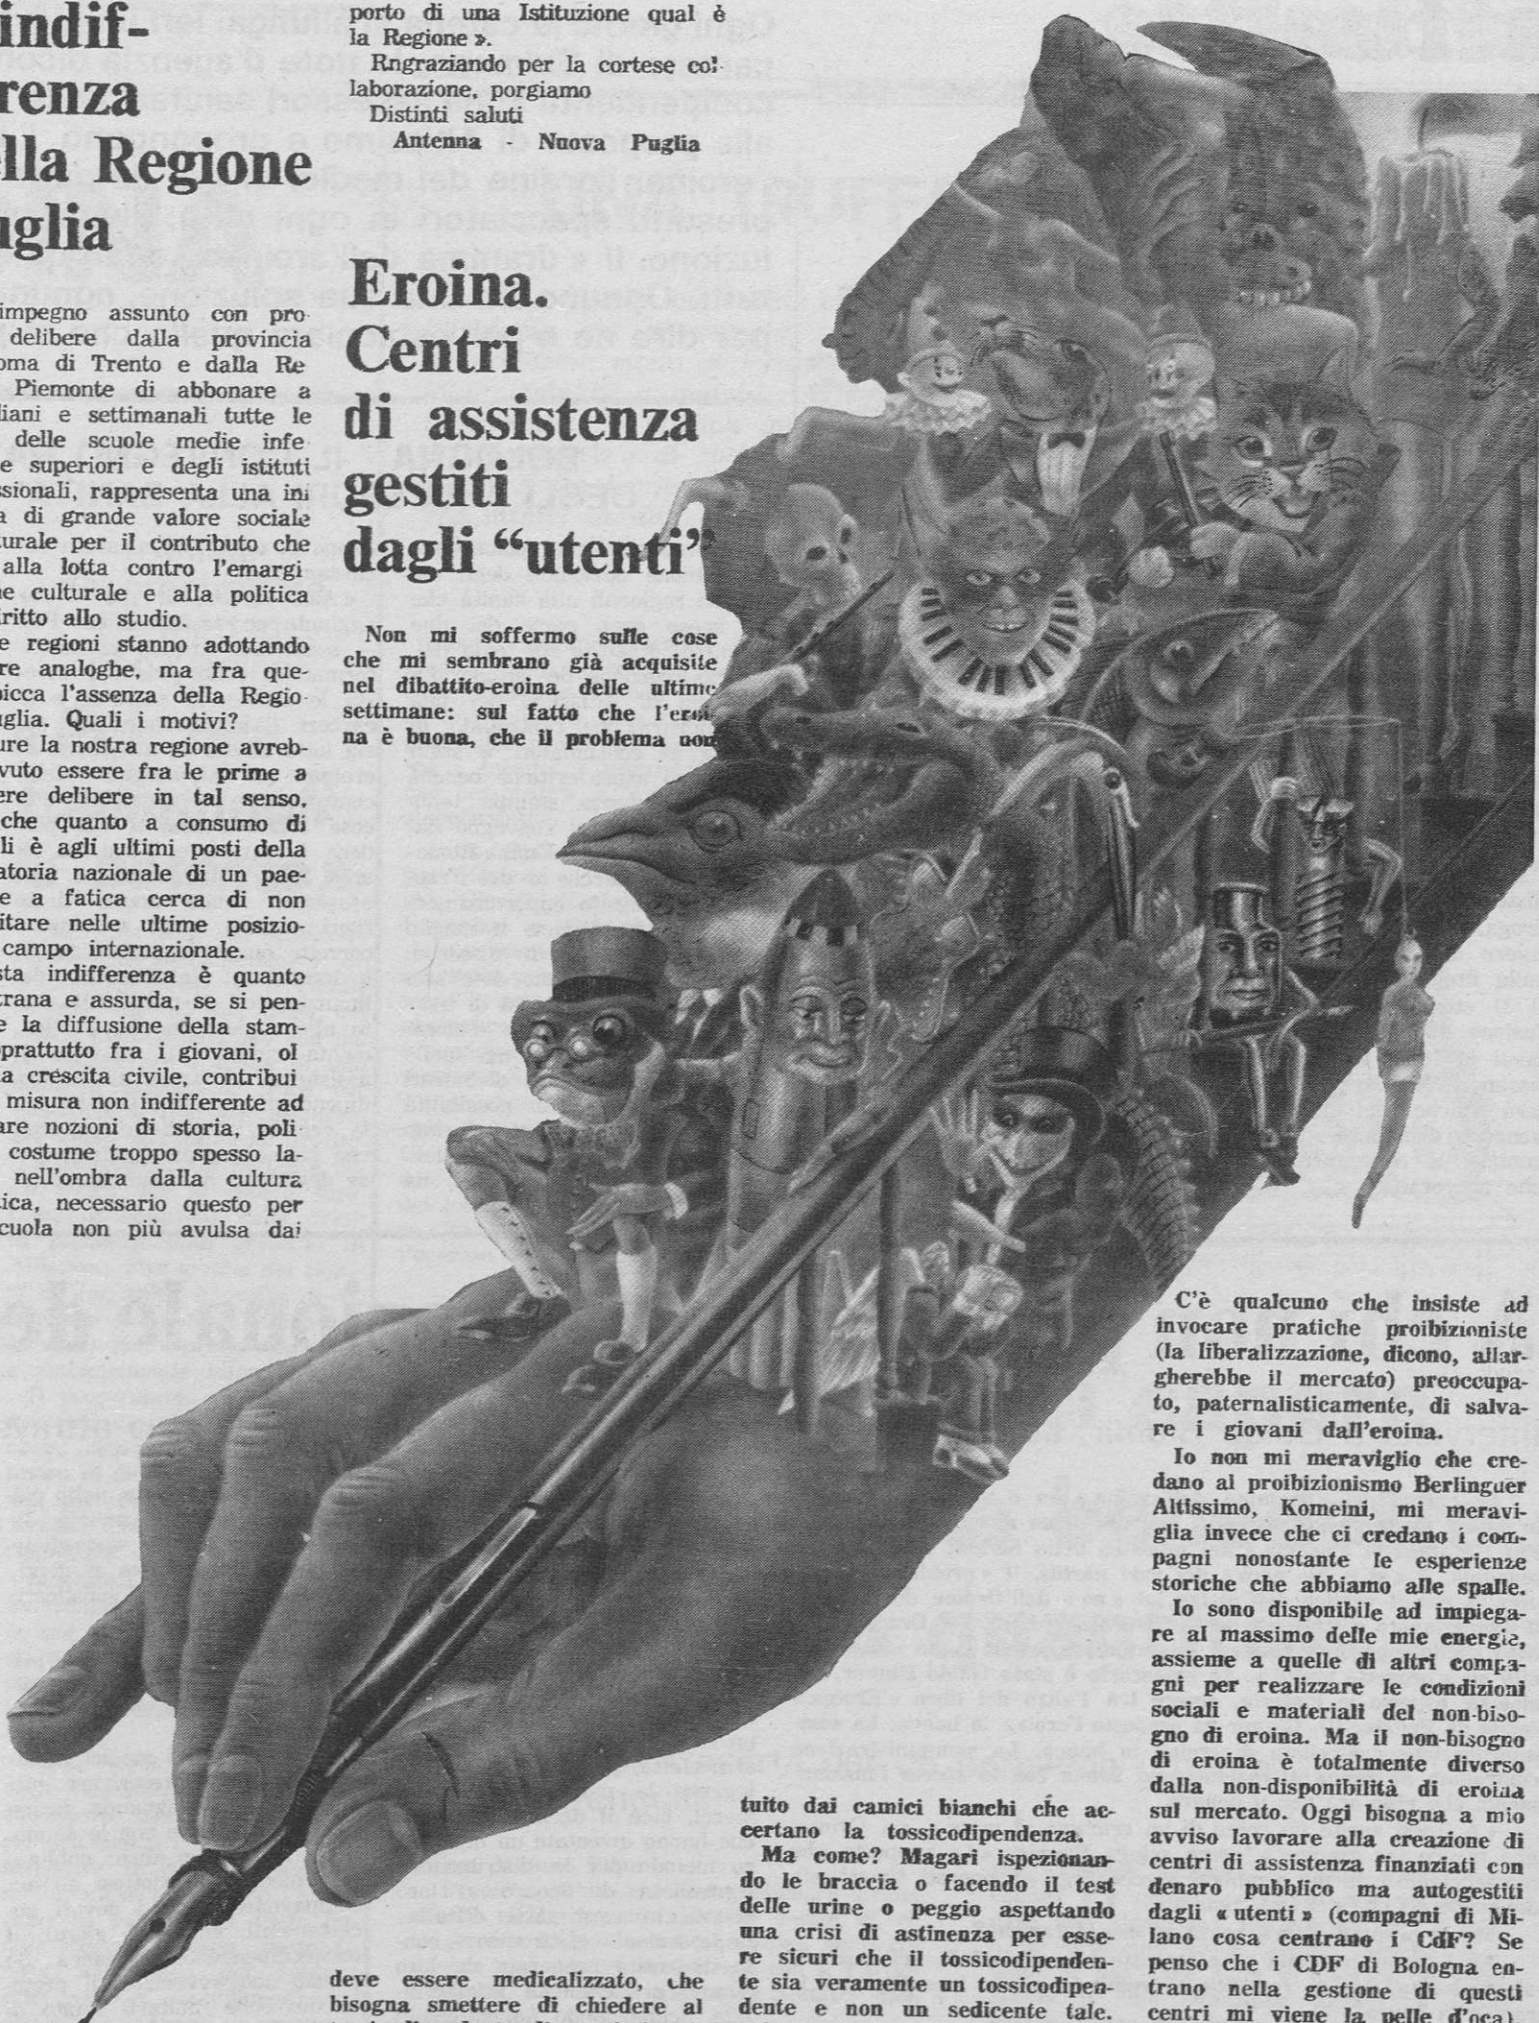 indif-
renza
ella Regione
uglia
impegno assunto con pro-
delibere dalla provincia
oma di Trento e dalla Re
Piemonte di abbonare a
liani e settimanali tutte le
delle scuole medie infe-
e superiori e degli istituti
ssionali, rappresenta una ini
a di grande valore sociale
turale per il contributo che
alla lotta contro l'emargi
ne culturale e alla politica
iritto allo studio.
e regioni stanno adottando
re analoghe, ma fra que-
picca l'assenza della Regio-
uglia. Quali i motivi?
ure la nostra regione avreb-
vuto essere fra le prime a
ere delibere in tal senso,
che quanto a consumo di
li è agli ultimi posti della
atoria nazionale di un pae-
e a fatica cerca di non
itare nelle ultime posizio-
campo internazionale.
sta indifferenza è quanto
trana e assurda, se si pen-
e la diffusione della stam-
prattutto fra i giovani, ol
a crescita civile, contribui
misura non indifferente ad
are nozioni di storia, poli-
costume troppo spesso la-
nell'ombra dalla cultura
tica, necessario questo per
cuola non più avulsa dai
porto di una Istituzione qual è
la Regione ».
Rngraziando per la cortese col-
laborazione, porgiamo
Distinti saluti
Antenna - Nuova Puglia
Eroina.
Centri
di assistenza
gestiti
dagli “utenti”
Non mi soffermo sulle cose
che mi sembrano già acquisite
nel dibattito-eroina delle ultime
settimane: sul fatto che l'eroi-
na è buona, che il problema non
deve essere medicalizzato, che
bisogna smettere di chiedere al
tuito dai camici bianchi che ac-
certano la tossicodipendenza.
Ma come? Magari ispezionan-
do le braccia o facendo il test
delle urine o peggio aspettando
una crisi di astinenza per esse-
re sicuri che il tossicodipenden-
te sia veramente un tossicodipen-
dente e non un sedicente tale.
C'è qualcuno che insiste ad
invocare pratiche proibizioniste
(la liberalizzazione, dicono, allar-
gherebbe il mercato) preoccupa-
to, paternalisticamente, di salva-
re i giovani dall'eroina.
Io non mi meraviglio che cre-
dano al proibizionismo Berlinguer
Altissimo, Komeini, mi meravi-
glia invece che ci credano i com-
pagni nonostante le esperienze
storiche che abbiamo alle spalle.
Io sono disponibile ad impiega-
re al massimo delle mie energie,
assieme a quelle di altri compa-
gni per realizzare le condizioni
sociali e materiali del non-biso-
gno di eroina. Ma il non-bisogno
di eroina è totalmente diverso
dalla non-disponibilità di eroina
sul mercato. Oggi bisogna a mio
avviso lavorare alla creazione di
centri di assistenza finanziati con
denaro pubblico ma autogestiti
dagli « utenti » (compagni di Mi-
lano cosa centrano i CdF? Se
penso che i CDF di Bologna en-
trano nella gestione di questi
centri mi viene la pelle d'oca)